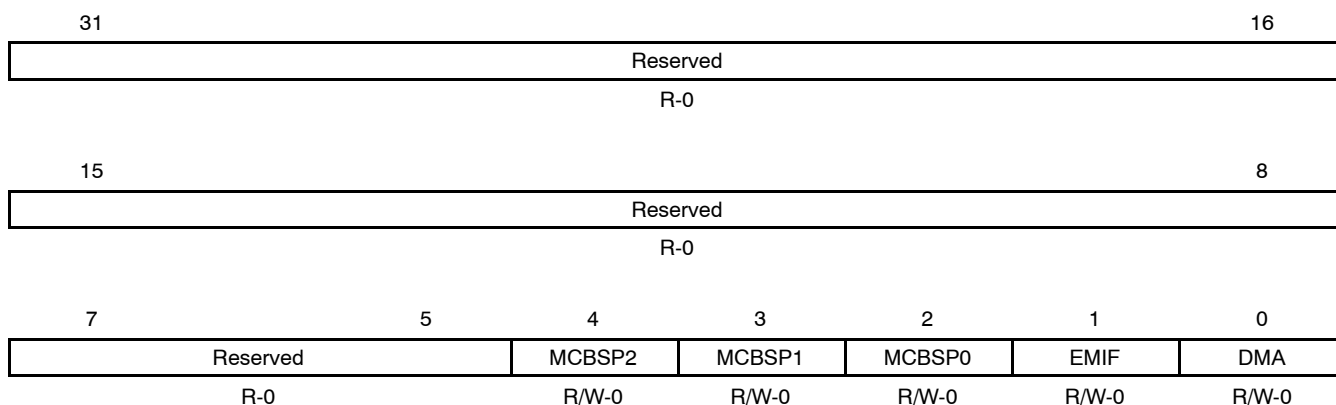 31 16
Reserved
R-0
15 8
Reserved
R-0
7 5 4 3 2 1 0
Reserved MCBSP2 MCBSP1 MCBSP0 EMIF DMA
R-0 R/W-0 R/W-0 R/W-0 R/W-0 R/W-0